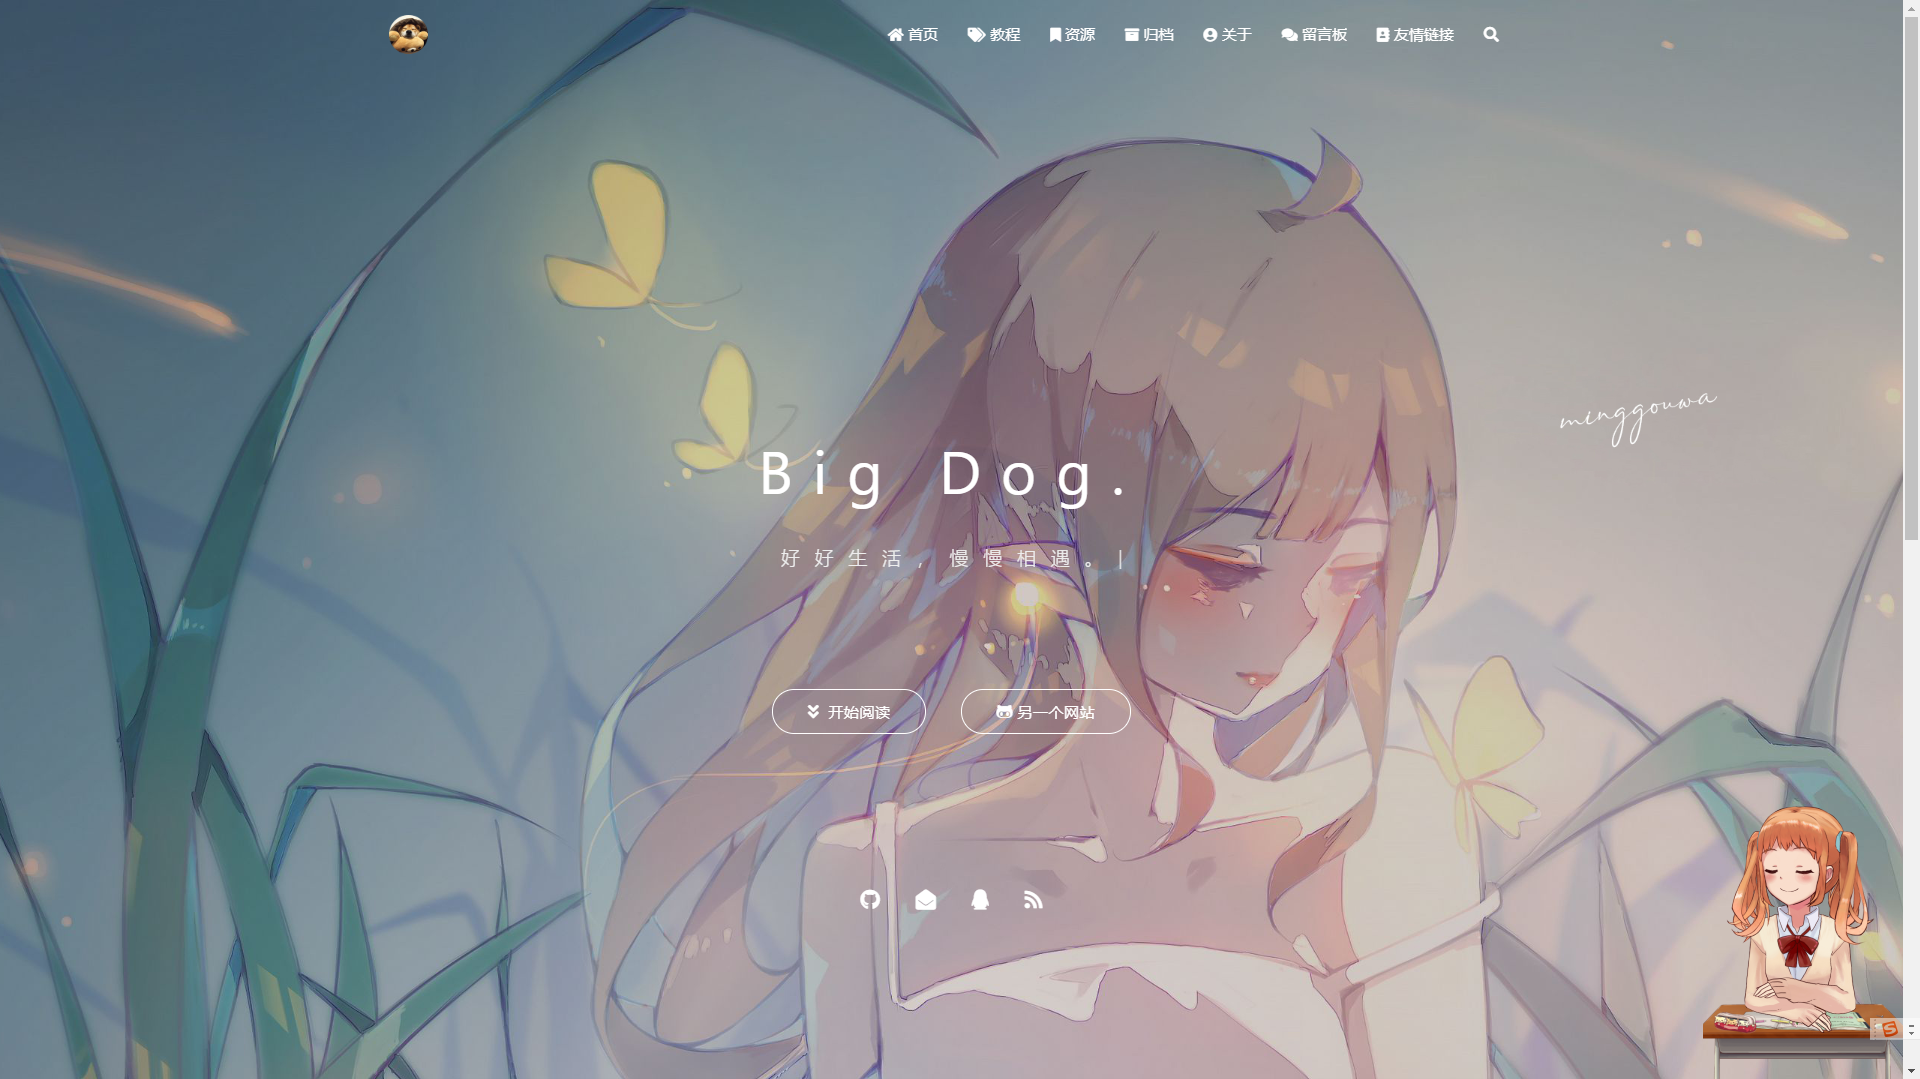 首页 教程 资源 归档 关于 留言板 友情链接
minggouwa
Big Dog.
好好生活，慢慢相遇。|
开始阅读 另一个网站